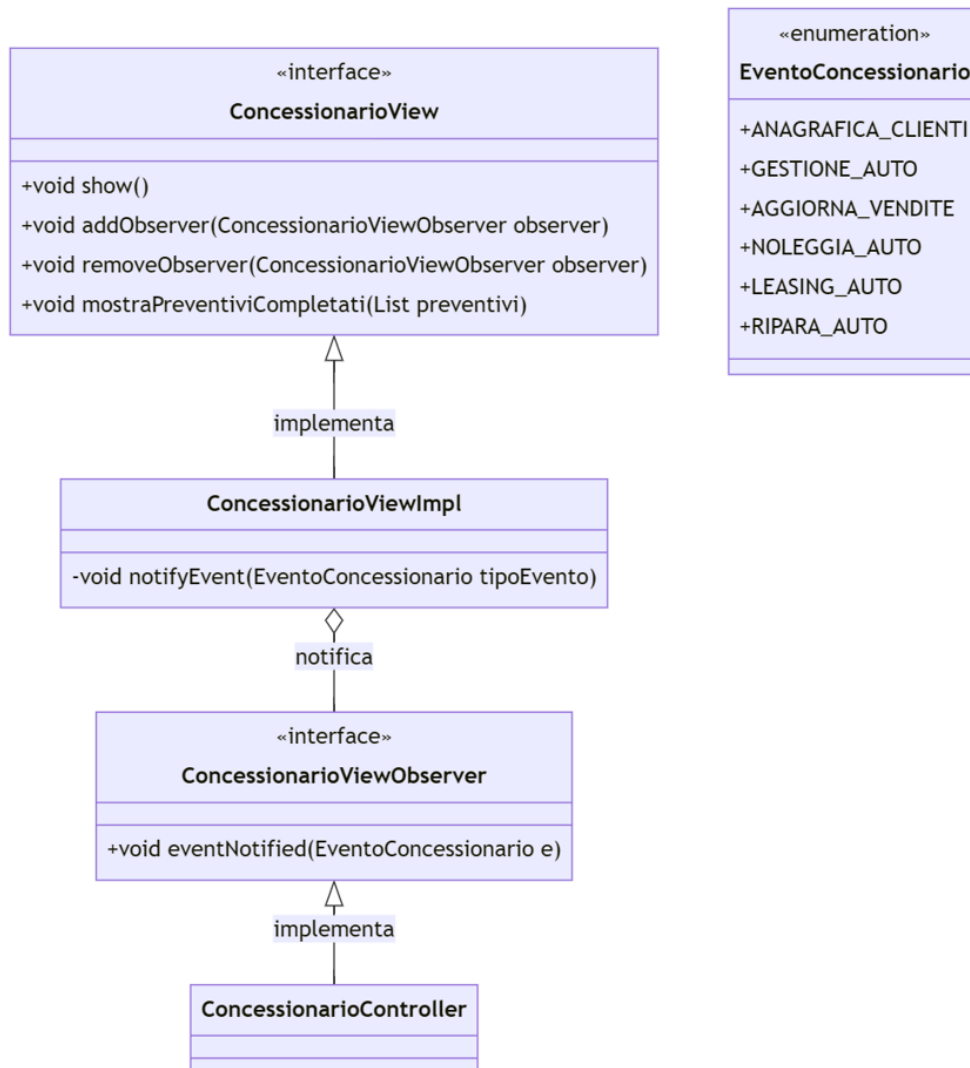 «interface»
ConcessionarioView
+void show()
+void addObserver(ConcessionarioViewObserver observer)
+void removeObserver(ConcessionarioViewObserver observer)
+void mostraPreventiviCompletati(List preventivi)
«enumeration»
EventoConcessionario
+ANAGRAFICA_CLIENTI
+GESTIONE_AUTO
+AGGIORNA_VENDITE
+NOLEGGIA_AUTO
+LEASING_AUTO
+RIPARA_AUTO
implementa
ConcessionarioViewImpl
-void notifyEvent(EventoConcessionario tipoEvento)
notifica
«interface»
ConcessionarioViewObserver
+void eventNotified(EventoConcessionario e)
implementa
ConcessionarioController